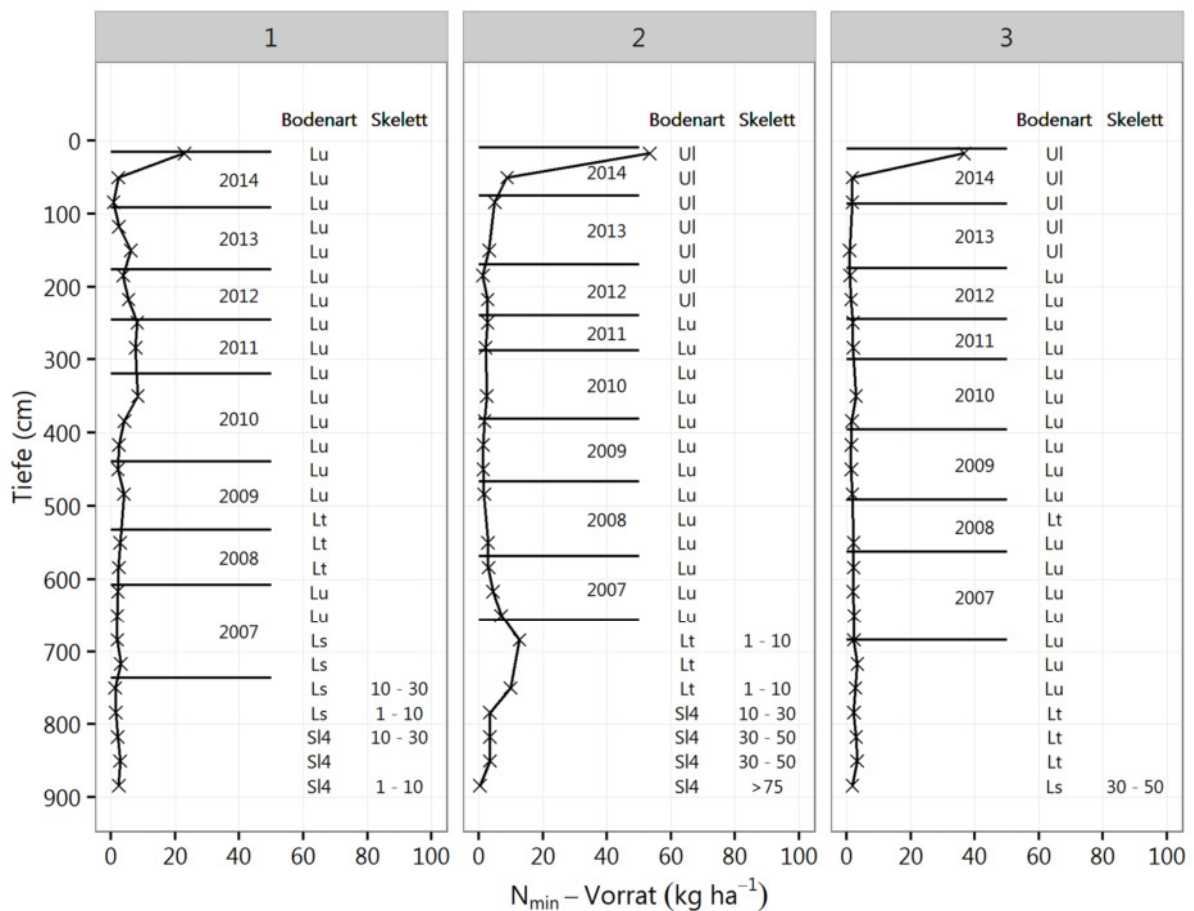 1 2 3
Bodenart Skelett Bodenart Skelett Bodenart Skelett
0 Lu Ul Ul
2014 Lu 2014 Ul 2014 Ul
100 Lu Ul Ul
Lu Ul Ul
2013 Lu 2013 Ul 2013 Ul
200 Lu Ul Lu
2012 Lu 2012 Ul 2012 Lu
Lu Lu Lu
300 2011 Lu 2011 Lu 2011 Lu
Lu Lu Lu
Lu 2010 Lu 2010 Lu
400 2010 Lu Lu Lu
Lu 2009 Lu Lu
Lu Lu 2009 Lu
500 2009 Lu Lu Lu
Lt 2008 Lu 2008 Lt
Lt Lu Lu
600 2008 Lt Lu Lu
Lu 2007 Lu 2007 Lu
2007 Lu Lu Lu
700 Ls Lt 1 - 10 Lu
Ls Lt Lu
Ls 10 - 30 Lt 1 - 10 Lu
800 Ls 1 - 10 Sl4 10 - 30 Lt
Sl4 10 - 30 Sl4 30 - 50 Lt
Sl4 Sl4 30 - 50 Lt
900 Sl4 1 - 10 Sl4 >75 Ls 30 - 50
0 20 40 60 80 100 0 20 40 60 80 100 0 20 40 60 80 100
Tiefe (cm)
Nmin – Vorrat (kg ha⁻¹)